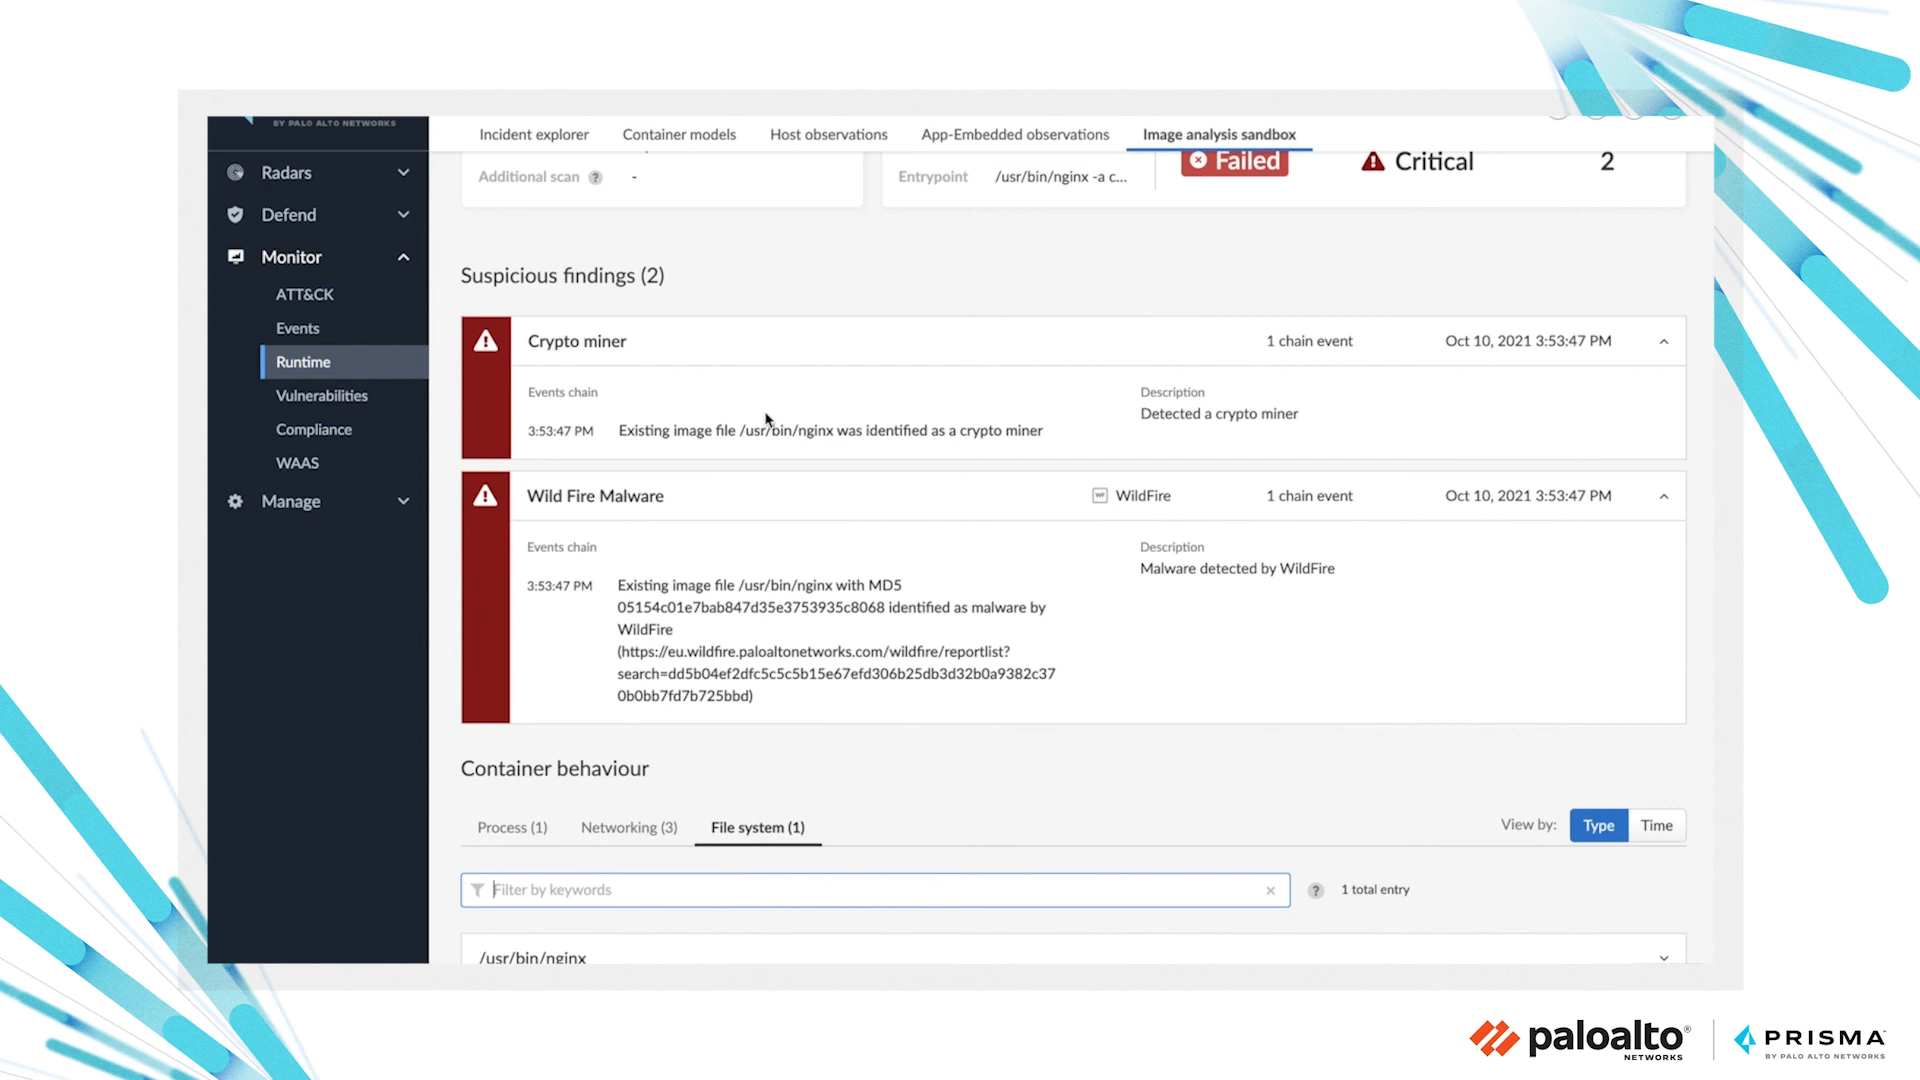 BY PALO ALTO NETWORKS
Incident explorer Container models Host observations App-Embedded observations Image analysis sandbox
Radars
Defend
Monitor
ATT&CK
Events
Runtime
Vulnerabilities
Compliance
WAAS
Manage
Additional scan ? -
Entrypoint /usr/bin/nginx -a c...
Failed
Critical 2
Suspicious findings (2)
Crypto miner 1 chain event Oct 10, 2021 3:53:47 PM
Events chain
3:53:47 PM Existing image file /usr/bin/nginx was identified as a crypto miner
Description
Detected a crypto miner
Wild Fire Malware WF WildFire 1 chain event Oct 10, 2021 3:53:47 PM
Events chain
3:53:47 PM Existing image file /usr/bin/nginx with MD5
05154c01e7bab847d35e3753935c8068 identified as malware by
WildFire
(https://eu.wildfire.paloaltonetworks.com/wildfire/reportlist?
search=dd5b04ef2dfc5c5c5b15e67efd306b25db3d32b0a9382c37
0b0bb7fd7b725bbd)
Description
Malware detected by WildFire
Container behaviour
Process (1) Networking (3) File system (1)
View by: Type Time
Filter by keywords
? 1 total entry
/usr/bin/nginx
paloalto®
NETWORKS
PRISMA
BY PALO ALTO NETWORKS